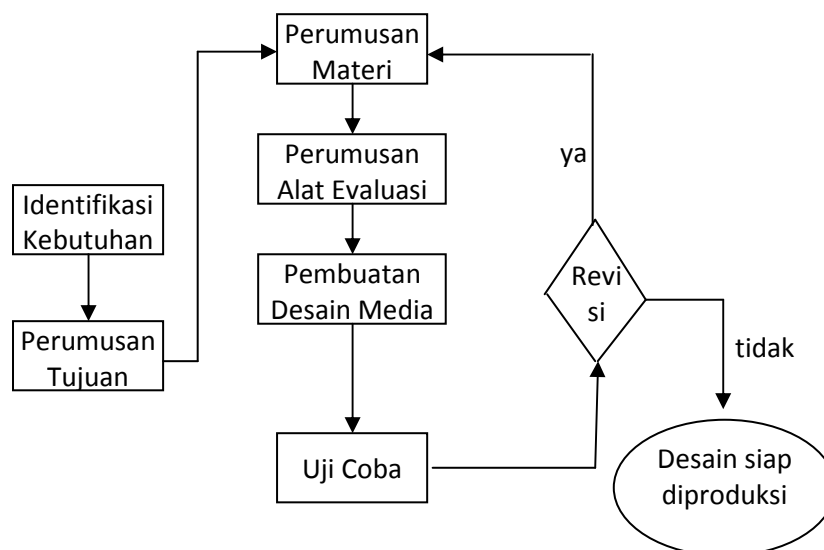 Identifikasi
Kebutuhan
Perumusan
Tujuan
Perumusan
Materi
Perumusan
Alat Evaluasi
Pembuatan
Desain Media
Uji Coba
Revi
si
ya
tidak
Desain siap
diproduksi